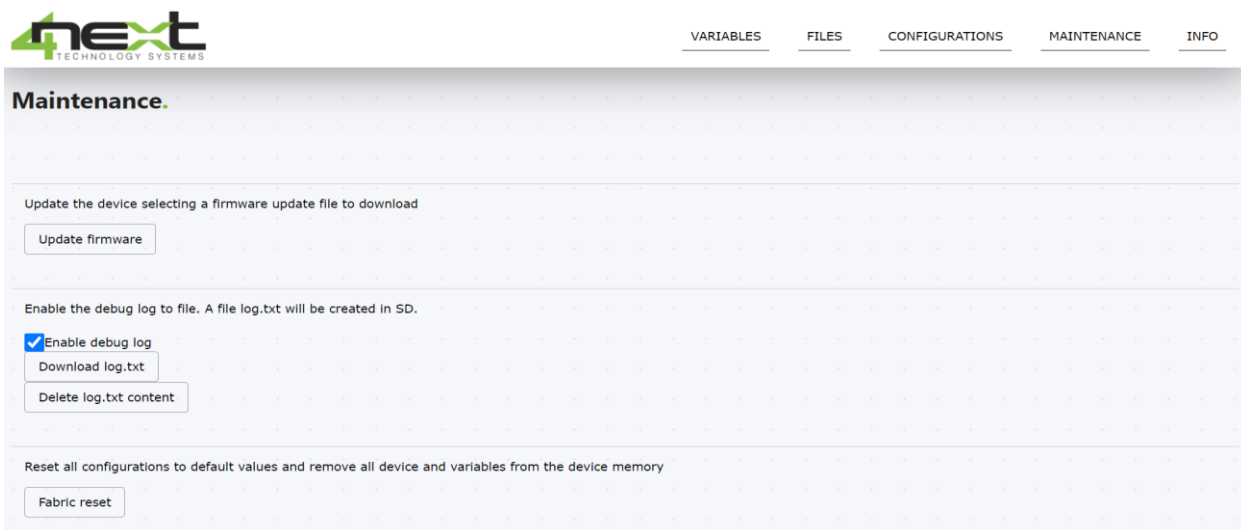 4next
TECHNOLOGY SYSTEMS
VARIABLES FILES CONFIGURATIONS MAINTENANCE INFO
Maintenance.
Update the device selecting a firmware update file to download
Update firmware
Enable the debug log to file. A file log.txt will be created in SD.
Enable debug log
Download log.txt
Delete log.txt content
Reset all configurations to default values and remove all device and variables from the device memory
Fabric reset